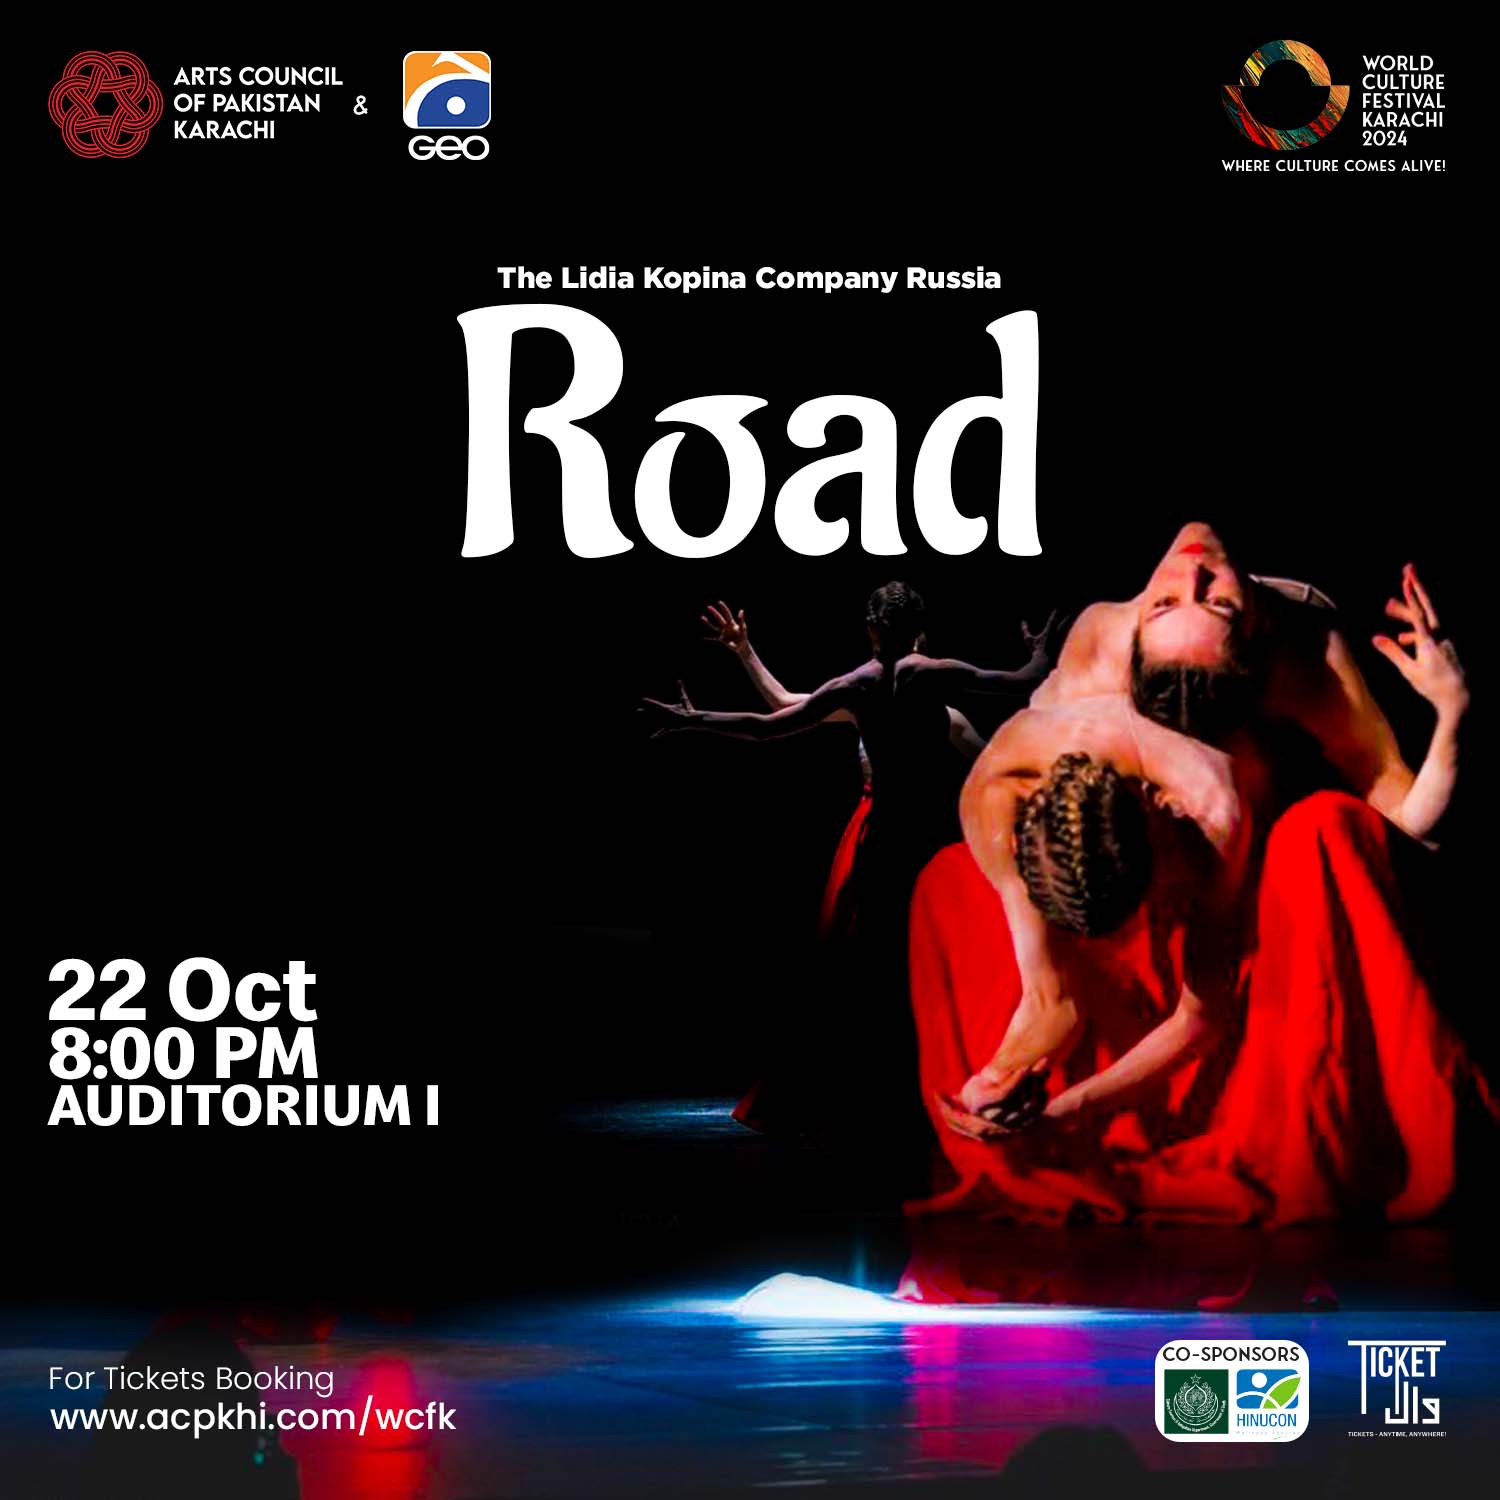 ARTS COUNCIL
OF PAKISTAN
KARACHI
&
GEO
WORLD
CULTURE
FESTIVAL
KARACHI
2024
WHERE CULTURE COMES ALIVE!
The Lidia Kopina Company Russia
Road
22 Oct
8:00 PM
AUDITORIUM I
For Tickets Booking
www.acpkhi.com/wcfk
CO-SPONSORS
HINUCON
TICKET
والا
TICKETS - ANYTIME, ANYWHERE!